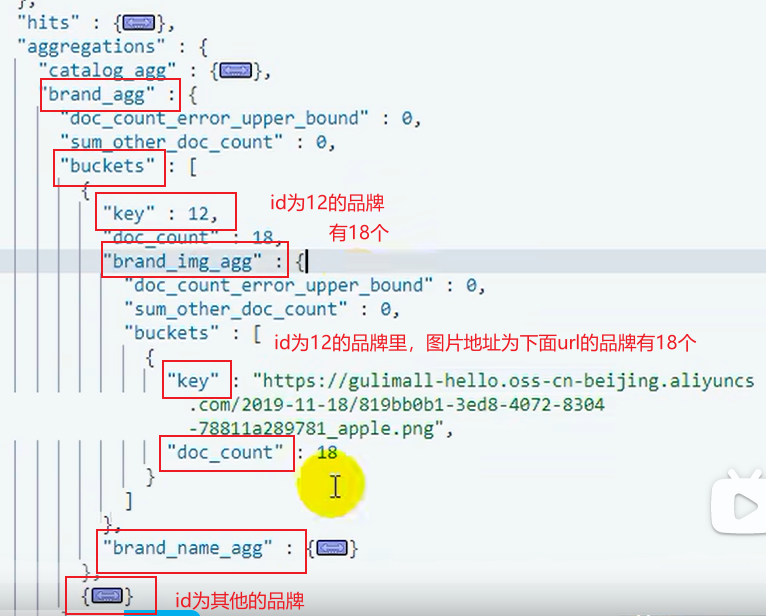 },
"hits" : {},
"aggregations" : {
"catalog_agg" : {},
"brand_agg" : {
"doc_count_error_upper_bound" : 0,
"sum_other_doc_count" : 0,
"buckets" : [
{
"key" : 12,
id为12的品牌
有18个
"doc_count" : 18,
"brand_img_agg" : {
"doc_count_error_upper_bound" : 0,
"sum_other_doc_count" : 0,
"buckets" : [
id为12的品牌里，图片地址为下面url的品牌有18个
{
"key" : "https://gulimall-hello.oss-cn-beijing.aliyuncs
.com/2019-11-18/819bb0b1-3ed8-4072-8304
-78811a289781_apple.png",
"doc_count" : 18
}
]
},
"brand_name_agg" : {}
},
{}
id为其他的品牌